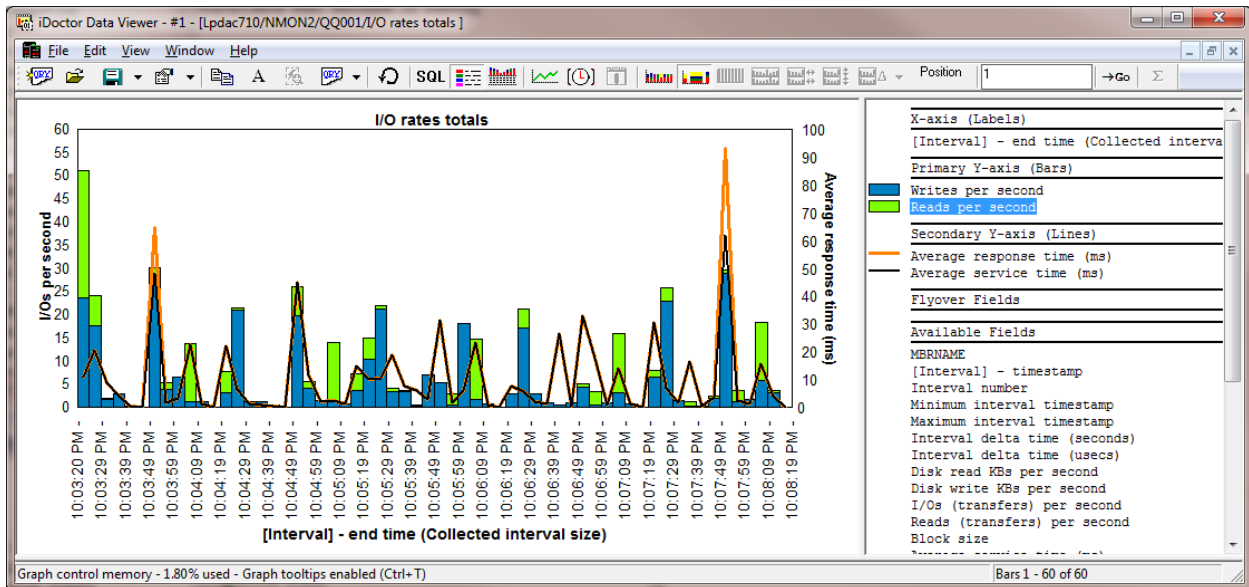 iDoctor Data Viewer - #1 - [Lpdac710/NMON2/QQ001/I/O rates totals ]
File Edit View Window Help
QRY A QRY SQL Position 1 →Go Σ
I/O rates totals
I/Os per second
60
55
50
45
40
35
30
25
20
15
10
5
0
100
90
80
70
60
50
40
30
20
10
0
Average response time (ms)
10:03:20 PM -
10:03:29 PM -
10:03:39 PM -
10:03:49 PM -
10:03:59 PM -
10:04:09 PM -
10:04:19 PM -
10:04:29 PM -
10:04:39 PM -
10:04:49 PM -
10:04:59 PM -
10:05:09 PM -
10:05:19 PM -
10:05:29 PM -
10:05:39 PM -
10:05:49 PM -
10:05:59 PM -
10:06:09 PM -
10:06:19 PM -
10:06:29 PM -
10:06:39 PM -
10:06:49 PM -
10:06:59 PM -
10:07:09 PM -
10:07:19 PM -
10:07:29 PM -
10:07:39 PM -
10:07:49 PM -
10:07:59 PM -
10:08:09 PM -
10:08:19 PM -
[Interval] - end time (Collected interval size)
X-axis (Labels)
[Interval] - end time (Collected interva
Primary Y-axis (Bars)
Writes per second
Reads per second
Secondary Y-axis (Lines)
Average response time (ms)
Average service time (ms)
Flyover Fields
Available Fields
MBRNAME
[Interval] - timestamp
Interval number
Minimum interval timestamp
Maximum interval timestamp
Interval delta time (seconds)
Interval delta time (usecs)
Disk read KBs per second
Disk write KBs per second
I/Os (transfers) per second
Reads (transfers) per second
Block size
Graph control memory - 1.80% used - Graph tooltips enabled (Ctrl+T)
Bars 1 - 60 of 60